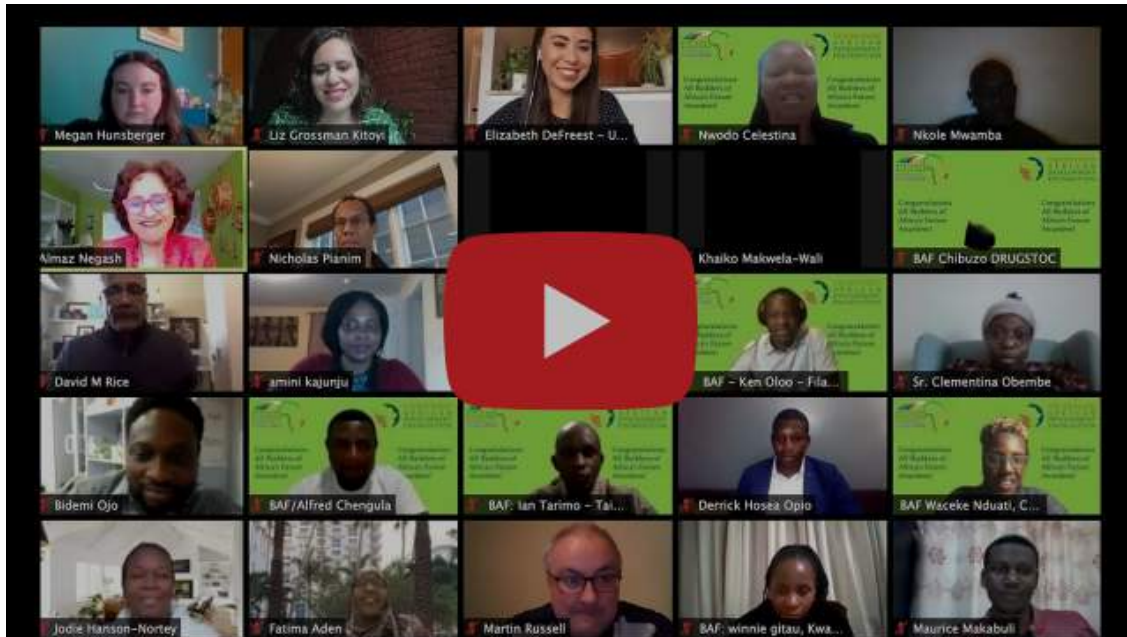 Megan Hunsberger
Liz Grossman Kitoyi
Elizabeth DeFreest - U...
Nwodo Celestina
Nkole Mwamba
Almaz Negash
Nicholas Pianim
Khaiko Makwela-Wali
BAF Chibuzo DRUGSTOC
David M Rice
amini kajunju
BAF - Ken Oloo - Fila...
Sr. Clementina Obembe
Bidemi Ojo
BAF/Alfred Chengula
BAF: Ian Tarimo - Tai...
Derrick Hosea Opio
BAF Waceke Nduati, C...
Jodie Hanson-Nortey
Fatima Aden
Martin Russell
BAF: winnie gitau, Kwa...
Maurice Makabuli